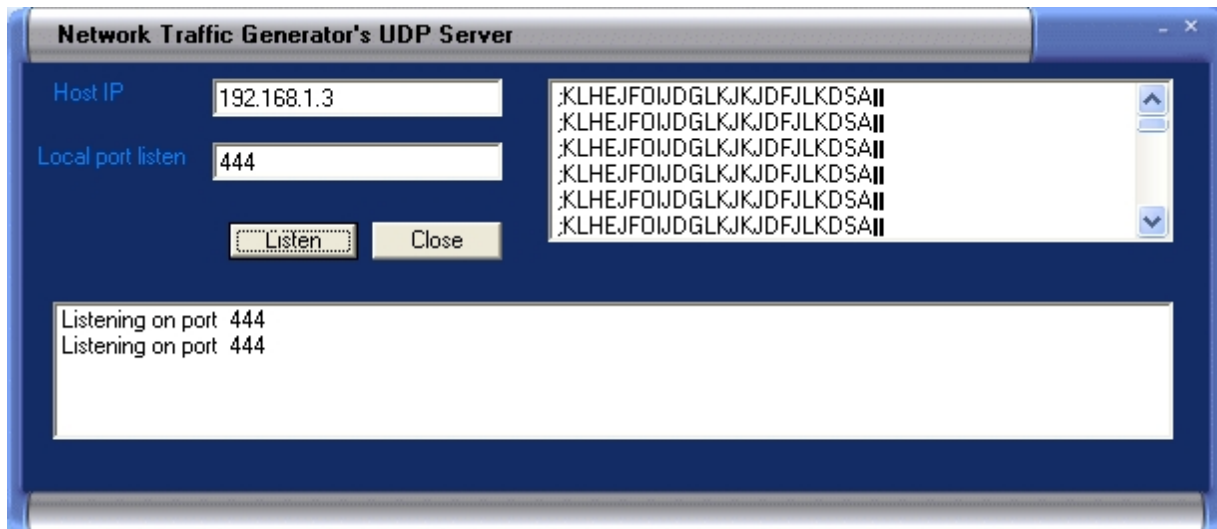 Network Traffic Generator's UDP Server
Host IP
192.168.1.3
Local port listen
444
Listen
Close
;KLHEJFOIJDGLKJKJDFJLKDSA||
;KLHEJFOIJDGLKJKJDFJLKDSA||
;KLHEJFOIJDGLKJKJDFJLKDSA||
;KLHEJFOIJDGLKJKJDFJLKDSA||
;KLHEJFOIJDGLKJKJDFJLKDSA||
;KLHEJFOIJDGLKJKJDFJLKDSA||
Listening on port  444
Listening on port  444